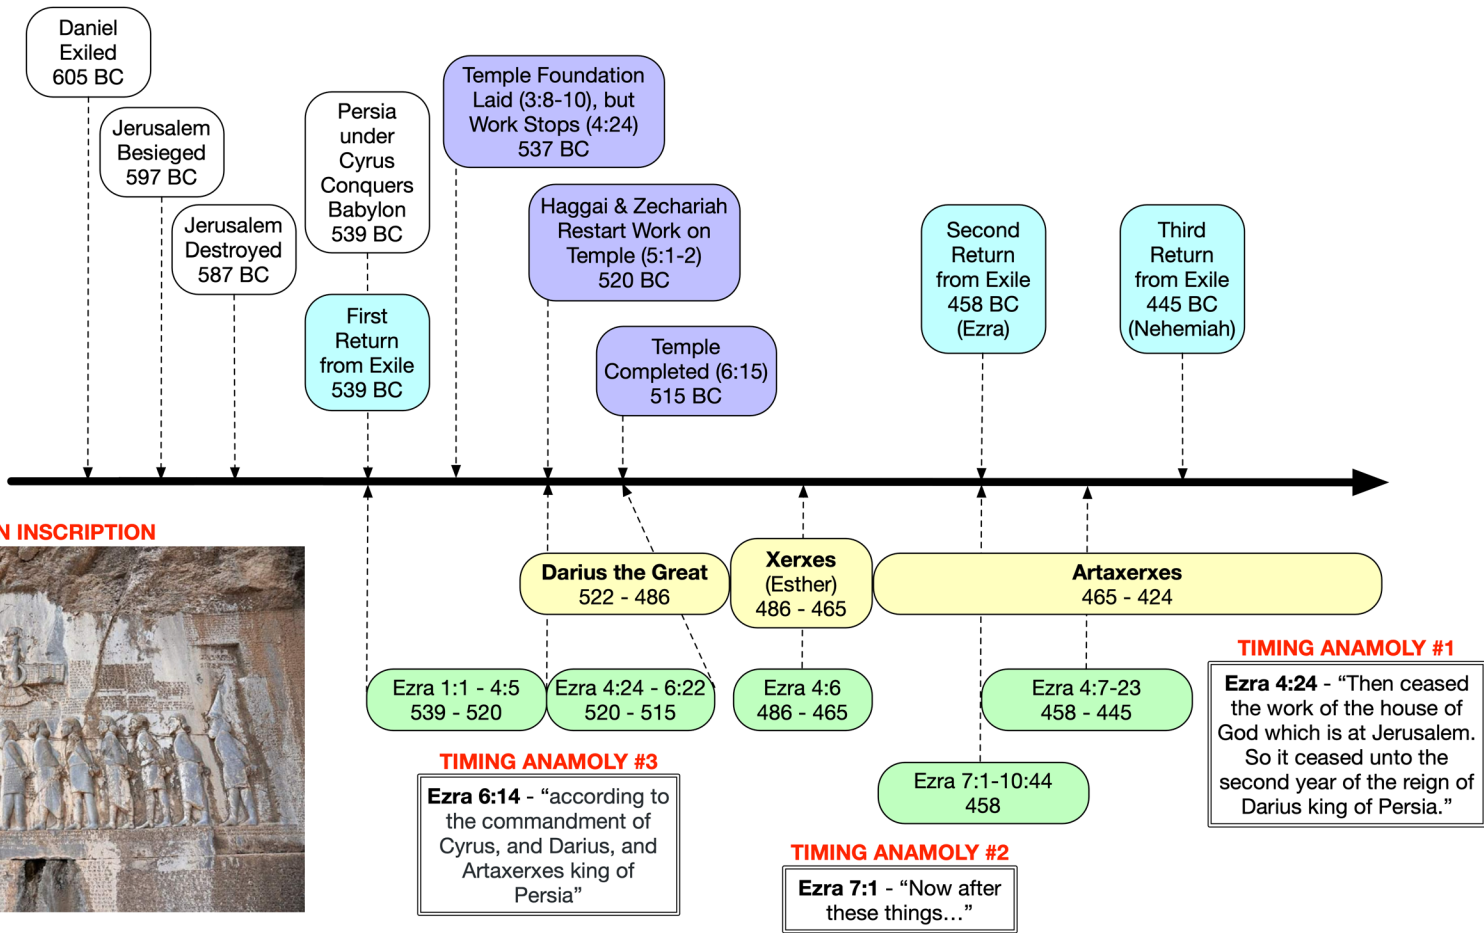 Daniel
Exiled
605 BC
Jerusalem
Besieged
597 BC
Jerusalem
Destroyed
587 BC
Persia
under
Cyrus
Conquers
Babylon
539 BC
First
Return
from Exile
539 BC
Temple Foundation
Laid (3:8-10), but
Work Stops (4:24)
537 BC
Haggai & Zechariah
Restart Work on
Temple (5:1-2)
520 BC
Temple
Completed (6:15)
515 BC
Second
Return
from Exile
458 BC
(Ezra)
Third
Return
from Exile
445 BC
(Nehemiah)
N INSCRIPTION
Darius the Great
522 - 486
Xerxes
(Esther)
486 - 465
Artaxerxes
465 - 424
Ezra 1:1 - 4:5
539 - 520
Ezra 4:24 - 6:22
520 - 515
Ezra 4:6
486 - 465
Ezra 4:7-23
458 - 445
Ezra 7:1-10:44
458
TIMING ANAMOLY #1
Ezra 4:24 - “Then ceased
the work of the house of
God which is at Jerusalem.
So it ceased unto the
second year of the reign of
Darius king of Persia.”
TIMING ANAMOLY #3
Ezra 6:14 - “according to
the commandment of
Cyrus, and Darius, and
Artaxerxes king of
Persia”
TIMING ANAMOLY #2
Ezra 7:1 - “Now after
these things…”